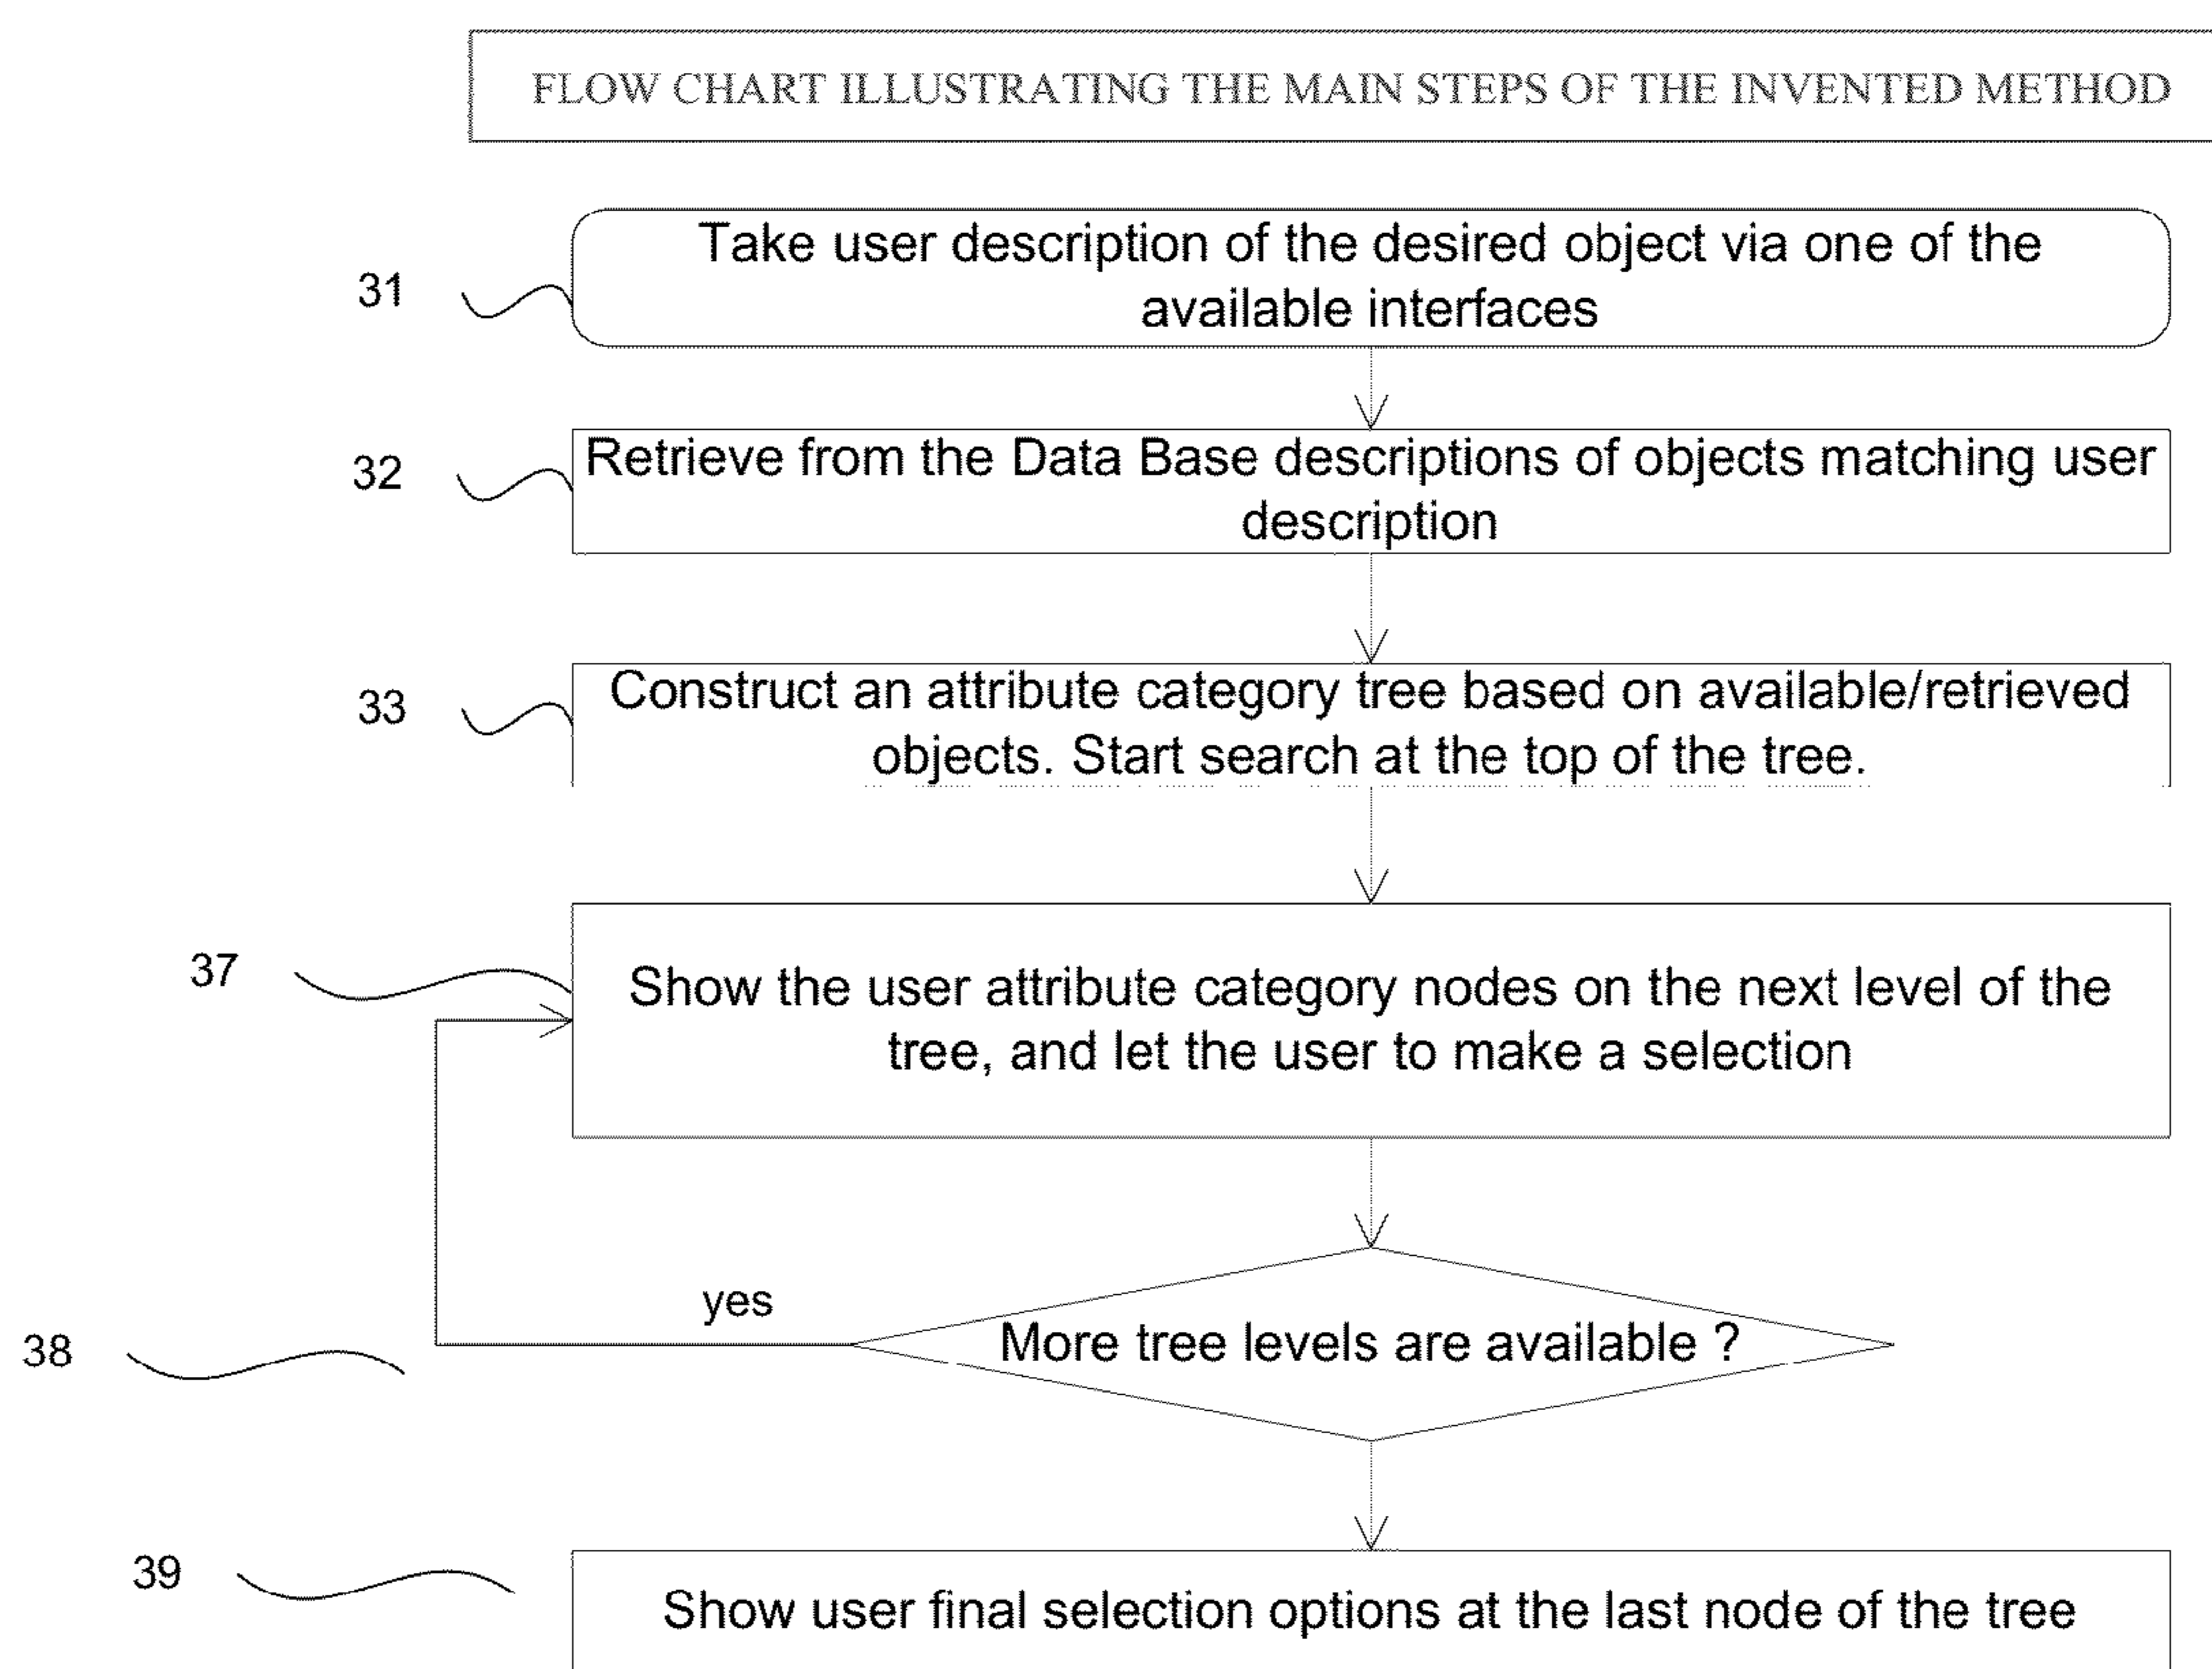 FLOW CHART ILLUSTRATING THE MAIN STEPS OF THE INVENTED METHOD
31
Take user description of the desired object via one of the
available interfaces
32
Retrieve from the Data Base descriptions of objects matching user
description
33
Construct an attribute category tree based on available/retrieved
objects. Start search at the top of the tree.
37
Show the user attribute category nodes on the next level of the
tree, and let the user to make a selection
yes
38
More tree levels are available ?
39
Show user final selection options at the last node of the tree